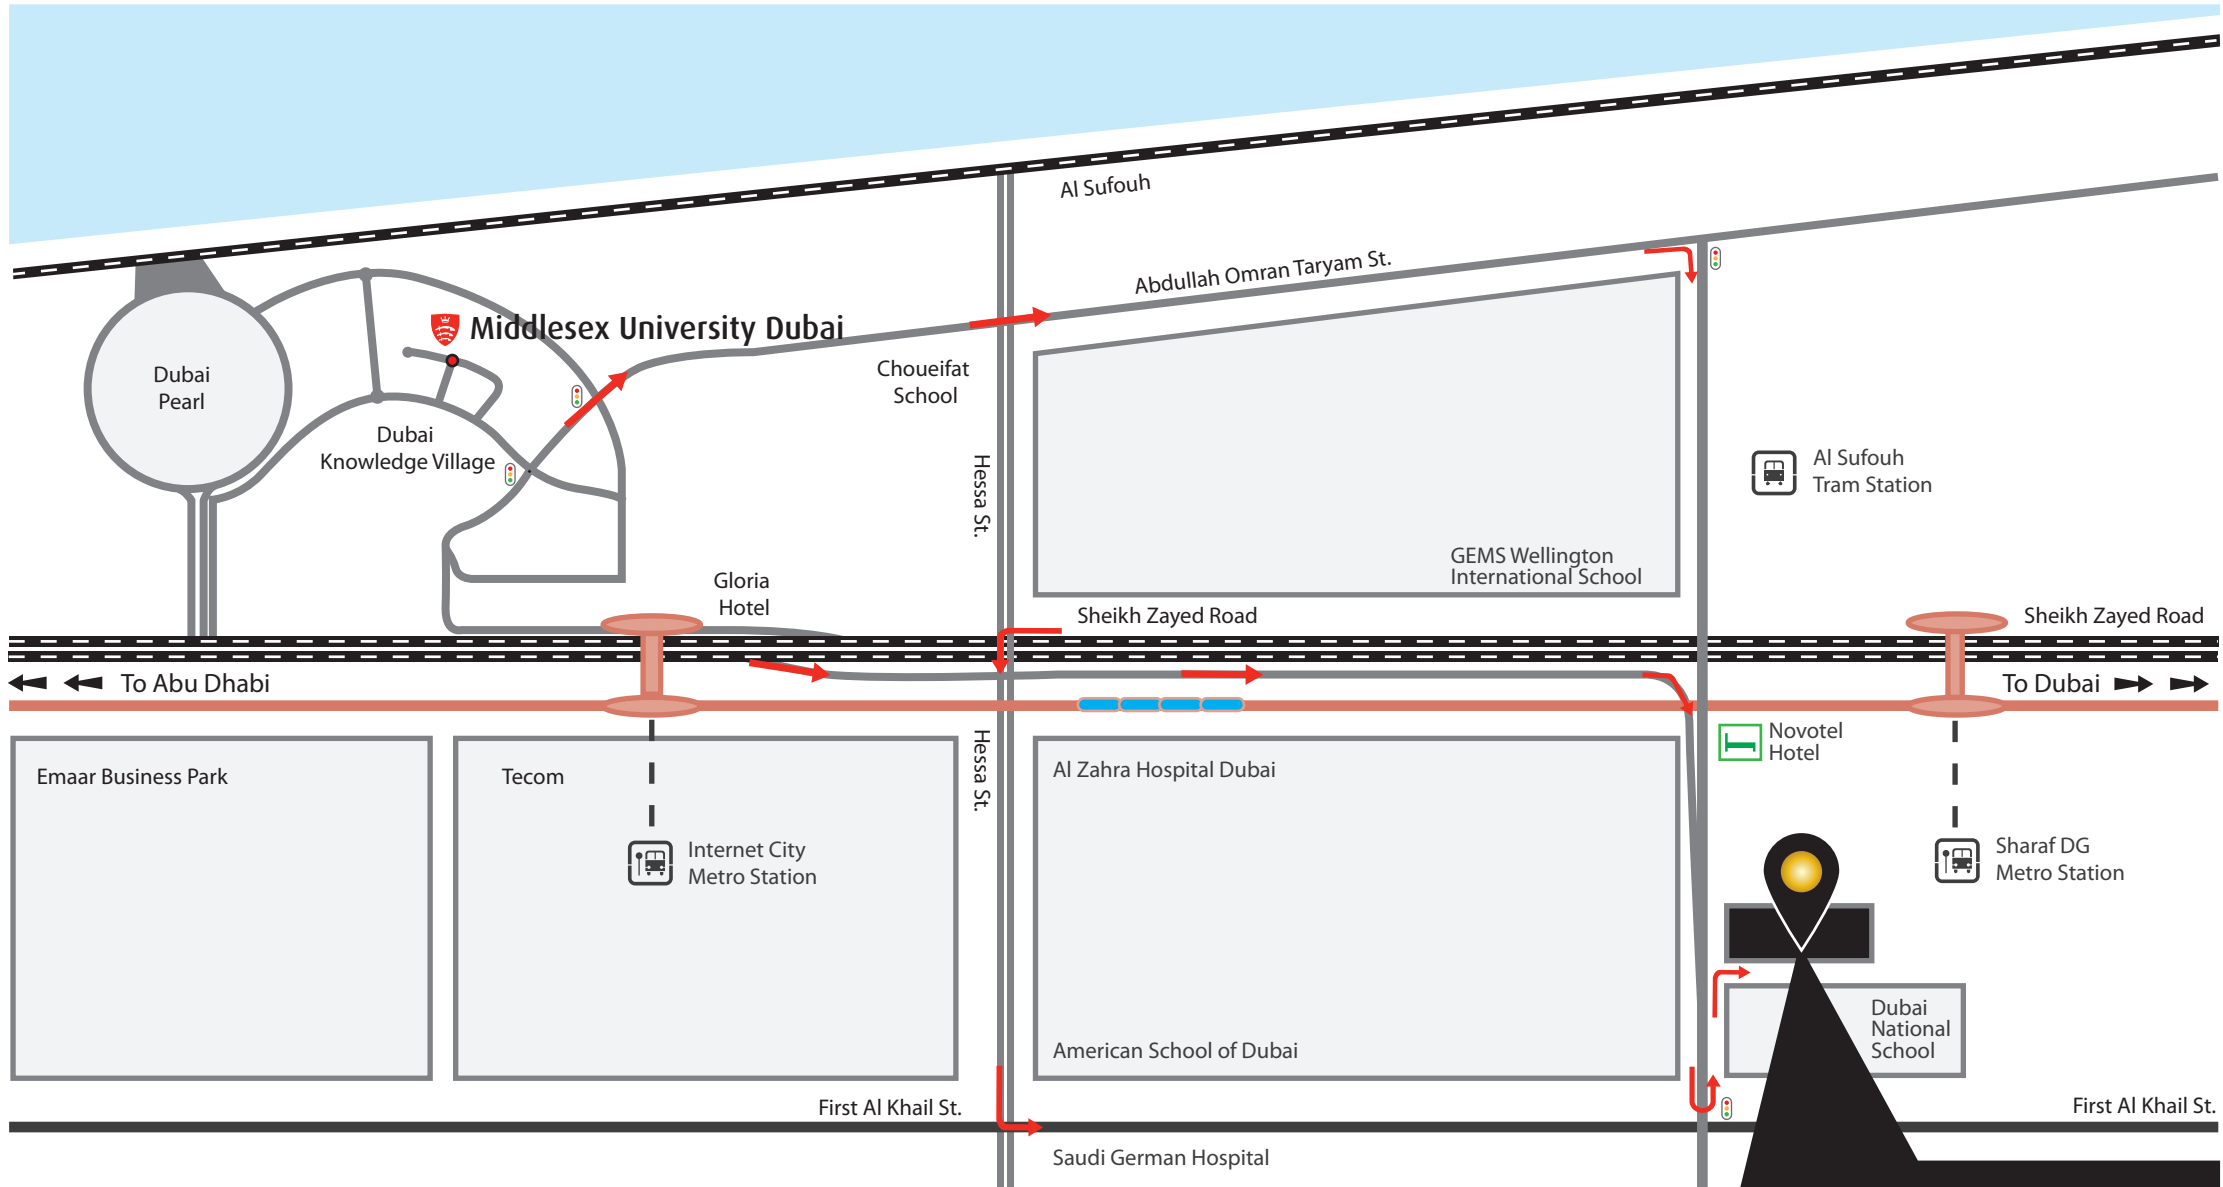 Al Sufouh
Abdullah Omran Taryam St.
Middlesex University Dubai
Dubai
Pearl
Choueifat
School
Dubai
Knowledge Village
Hessa St.
Al Sufouh
Tram Station
GEMS Wellington
International School
Gloria
Hotel
Sheikh Zayed Road
Sheikh Zayed Road
To Abu Dhabi
To Dubai
Novotel
Hotel
Hessa St.
Emaar Business Park
Tecom
Al Zahra Hospital Dubai
Internet City
Metro Station
Sharaf DG
Metro Station
Dubai
National
School
American School of Dubai
First Al Khail St.
First Al Khail St.
Saudi German Hospital